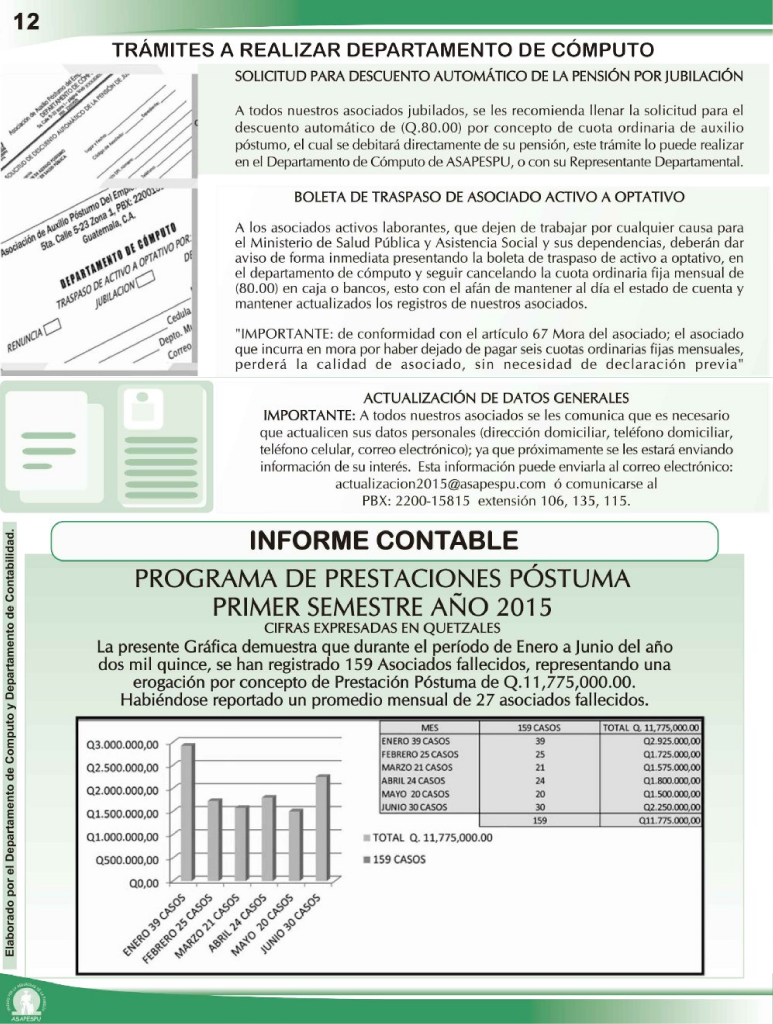 12
TRÁMITES A REALIZAR DEPARTAMENTO DE CÓMPUTO
SOLICITUD PARA DESCUENTO AUTOMÁTICO DE LA PENSIÓN POR JUBILACIÓN
A todos nuestros asociados jubilados, se les recomienda llenar la solicitud para el
descuento automático de (Q.80.00) por concepto de cuota ordinaria de auxilio
póstumo, el cual se debitará directamente de su pensión, este trámite lo puede realizar
en el Departamento de Cómputo de ASAPESPU, o con su Representante Departamental.
Asociación de Auxilio Póstumo Del Emp
5ta. Calle 5-23 Zona 1, PBX: 22001
Guatemala, C.A.
DEPARTAMENTO DE CÓMPUTO
TRASPASO DE ACTIVO A OPTATIVO POR:
JUBILACION
RENUNCIA
Cedula
Depto. Mu
Correo
BOLETA DE TRASPASO DE ASOCIADO ACTIVO A OPTATIVO
A los asociados activos laborantes, que dejen de trabajar por cualquier causa para
el Ministerio de Salud Pública y Asistencia Social y sus dependencias, deberán dar
aviso de forma inmediata presentando la boleta de traspaso de activo a optativo, en
el departamento de cómputo y seguir cancelando la cuota ordinaria fija mensual de
(80.00) en caja o bancos, esto con el afán de mantener al día el estado de cuenta y
mantener actualizados los registros de nuestros asociados.
"IMPORTANTE: de conformidad con el artículo 67 Mora del asociado; el asociado
que incurra en mora por haber dejado de pagar seis cuotas ordinarias fijas mensuales,
perderá la calidad de asociado, sin necesidad de declaración previa"
ACTUALIZACIÓN DE DATOS GENERALES
IMPORTANTE: A todos nuestros asociados se les comunica que es necesario
que actualicen sus datos personales (dirección domiciliar, teléfono domiciliar,
teléfono celular, correo electrónico); ya que próximamente se les estará enviando
información de su interés. Esta información puede enviarla al correo electrónico:
actualizacion2015@asapespu.com ó comunicarse al
PBX: 2200-15815 extensión 106, 135, 115.
Elaborado por el Departamento de Computo y Departamento de Contabilidad.
INFORME CONTABLE
PROGRAMA DE PRESTACIONES PÓSTUMA
PRIMER SEMESTRE AÑO 2015
CIFRAS EXPRESADAS EN QUETZALES
La presente Gráfica demuestra que durante el período de Enero a Junio del año
dos mil quince, se han registrado 159 Asociados fallecidos, representando una
erogación por concepto de Prestación Póstuma de Q.11,775,000.00.
Habiéndose reportado un promedio mensual de 27 asociados fallecidos.
Q3.000.000,00
Q2.500.000,00
Q2.000.000,00
Q1.500.000,00
Q1.000.000,00
Q500.000,00
Q0,00
ENERO 39 CASOS
FEBRERO 25 CASOS
MARZO 21 CASOS
ABRIL 24 CASOS
MAYO 20 CASOS
JUNIO 30 CASOS
MES 159 CASOS TOTAL Q. 11,775,000.00
ENERO 39 CASOS 39 Q2.925.000,00
FEBRERO 25 CASOS 25 Q1.725.000,00
MARZO 21 CASOS 21 Q1.575.000,00
ABRIL 24 CASOS 24 Q1.800.000,00
MAYO 20 CASOS 20 Q1.500.000,00
JUNIO 30 CASOS 30 Q2.250.000,00
159 Q11.775.000,00
TOTAL Q. 11,775,000.00
159 CASOS
ASAPESPU